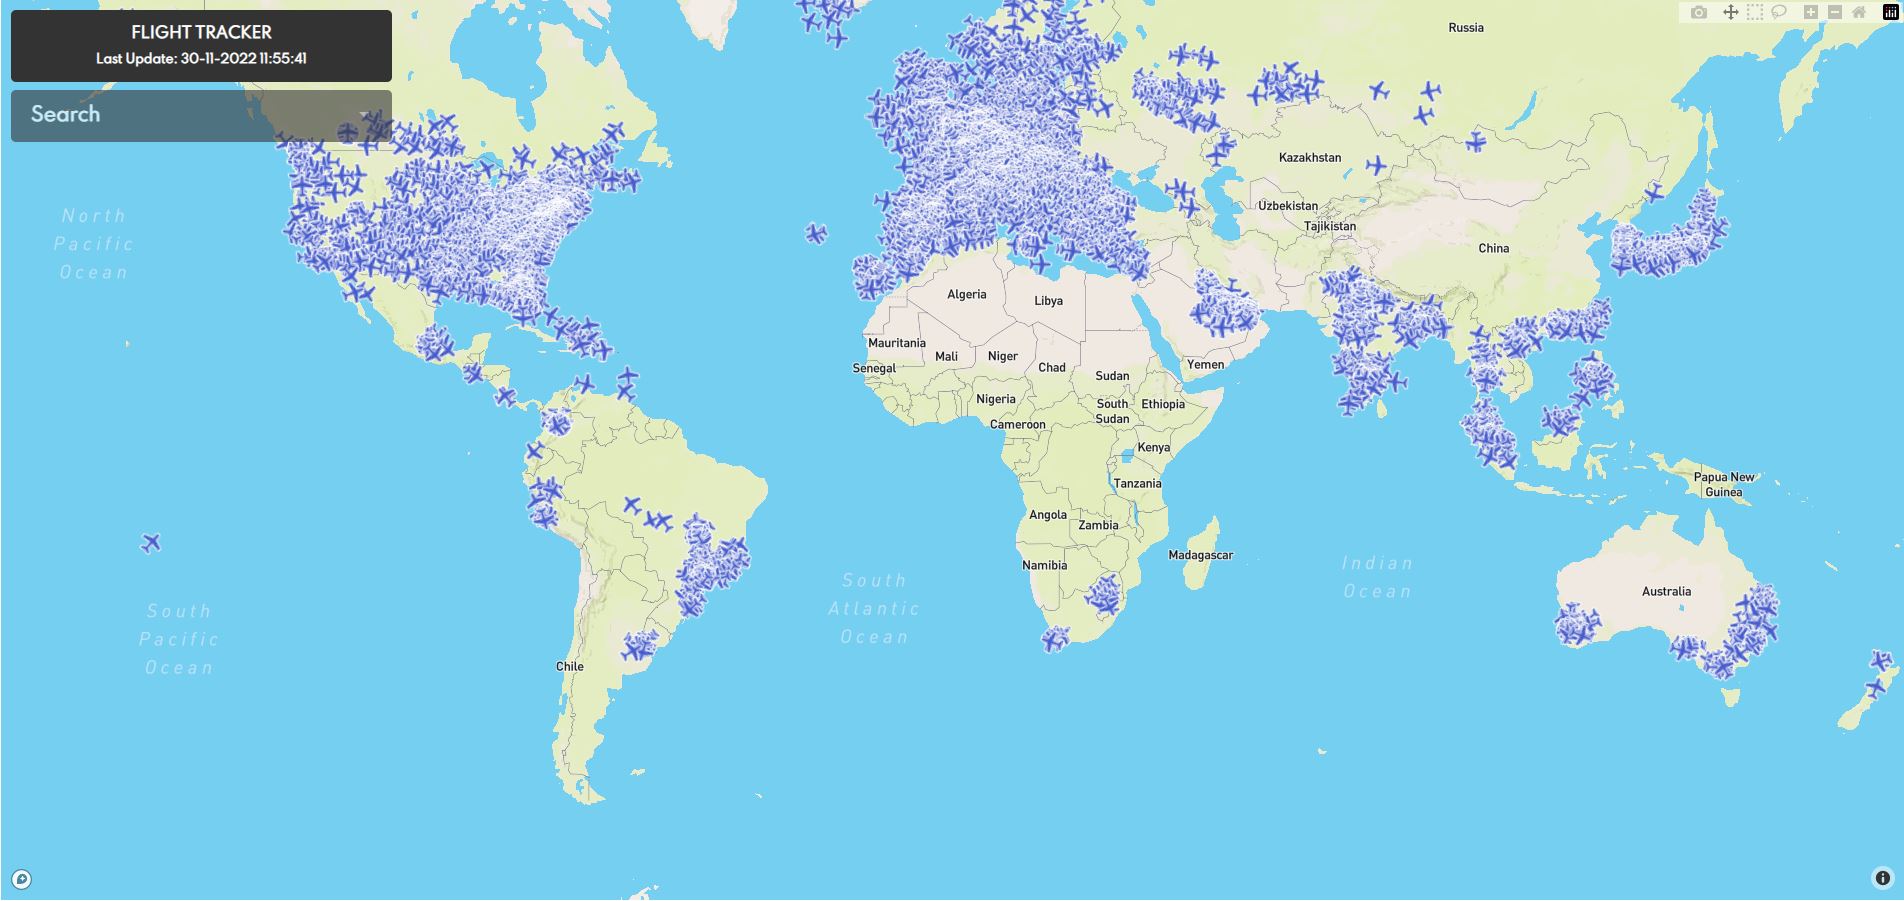 FLIGHT TRACKER
Last Update: 30-11-2022 11:55:41
Search
Russia
Kazakhstan
Uzbekistan
Tajikistan
China
North
Pacific
Ocean
Algeria
Libya
Mauritania
Mali
Niger
Chad
Senegal
Sudan
Yemen
Nigeria
South
Sudan
Ethiopia
Cameroon
Kenya
Tanzania
Papua New
Guinea
Angola
Zambia
Madagascar
Namibia
Indian
Ocean
South
Atlantic
Ocean
Australia
South
Pacific
Ocean
Chile